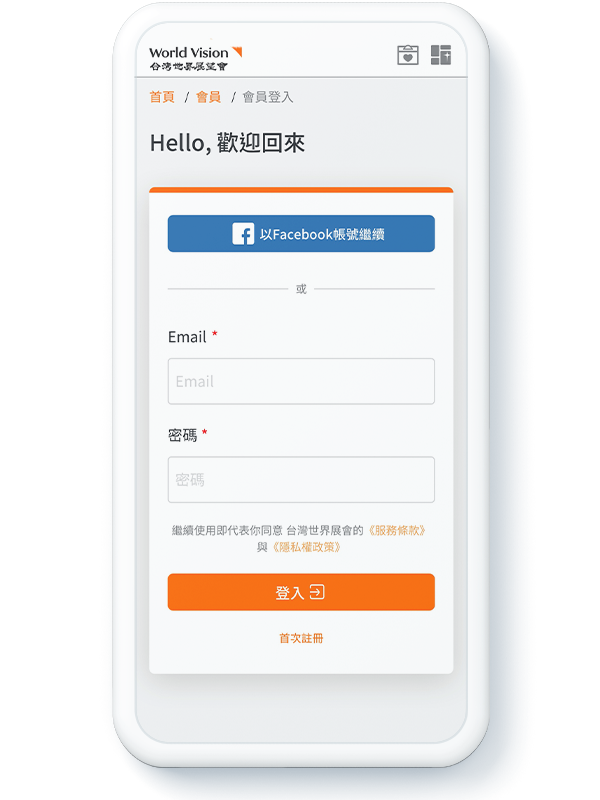 World Vision
台灣世界展望會
首頁 / 會員 / 會員登入
Hello, 歡迎回來
以Facebook帳號繼續
或
Email *
Email
密碼 *
密碼
繼續使用即代表你同意 台灣世界展會的《服務條款》
與《隱私權政策》
登入
首次註冊